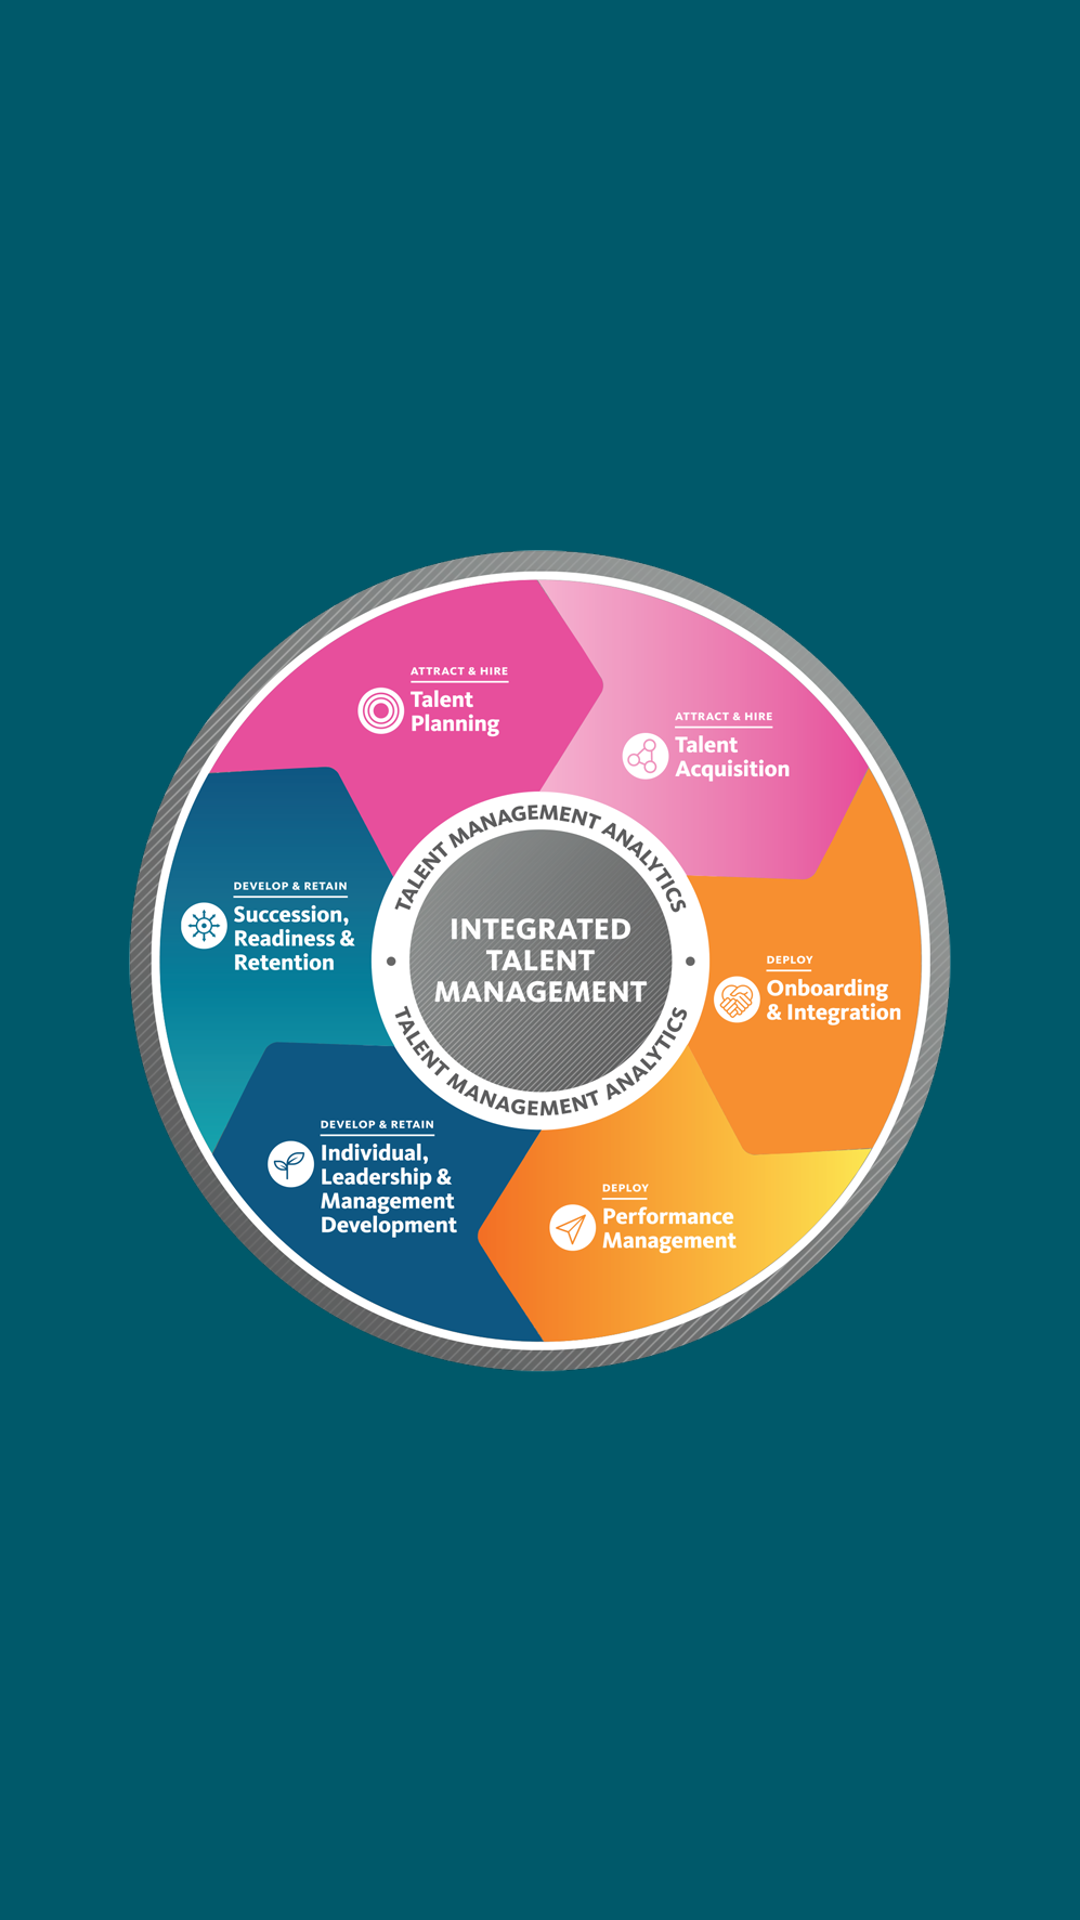 ATTRACT & HIRE
Talent
Planning
ATTRACT & HIRE
Talent
Acquisition
DEPLOY
Onboarding
& Integration
DEPLOY
Performance
Management
DEVELOP & RETAIN
Individual,
Leadership &
Management
Development
DEVELOP & RETAIN
Succession,
Readiness &
Retention
TALENT MANAGEMENT ANALYTICS
INTEGRATED
TALENT
MANAGEMENT
TALENT MANAGEMENT ANALYTICS